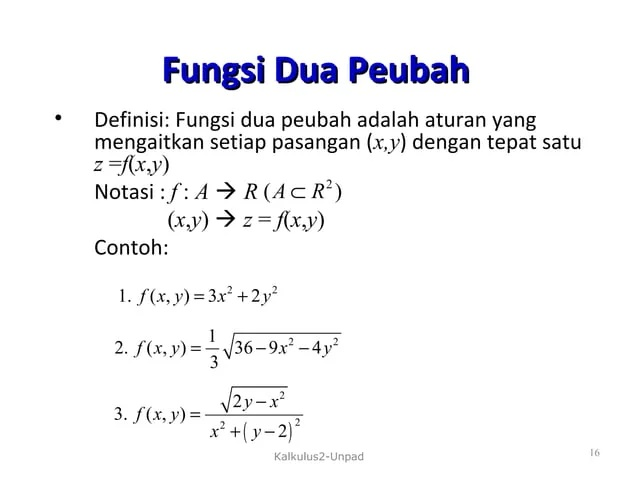 Fungsi Dua Peubah
• Definisi: Fungsi dua peubah adalah aturan yang
mengaitkan setiap pasangan (x,y) dengan tepat satu
z =f(x,y)
Notasi : f : A → R (A ⊂ R²)
(x,y) → z = f(x,y)
Contoh:
1. f (x, y) = 3x² + 2y²
2. f (x, y) = 1/3 √(36 − 9x² − 4y²)
3. f (x, y) = √(2y − x²) / (x² + (y − 2)²)
Kalkulus2-Unpad
16